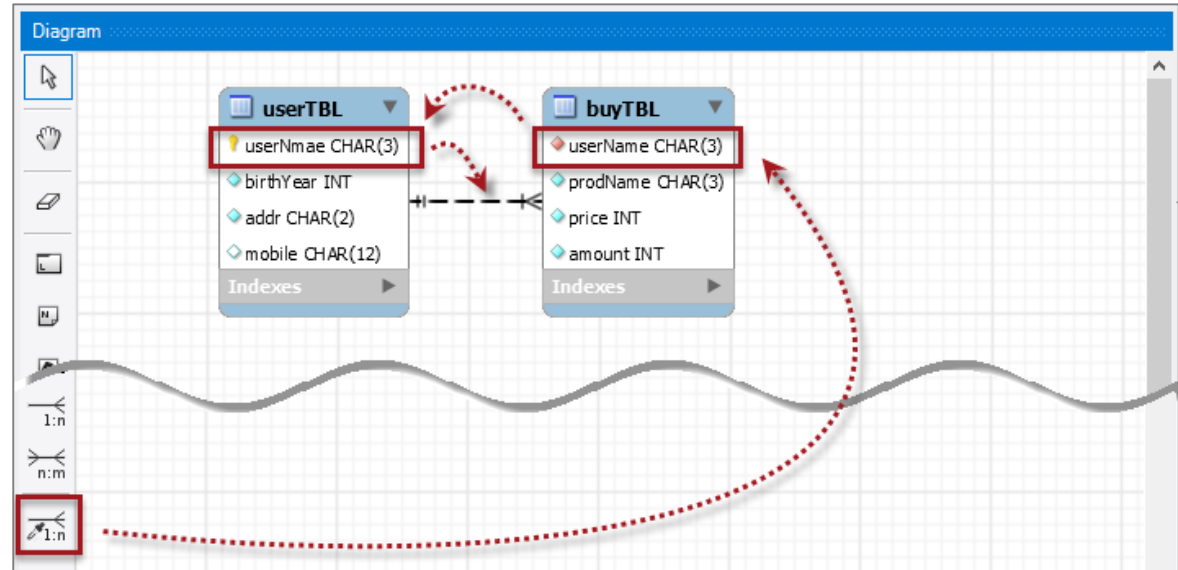 Diagram
userTBL
userNmae CHAR(3)
birthYear INT
addr CHAR(2)
mobile CHAR(12)
Indexes
buyTBL
userName CHAR(3)
prodName CHAR(3)
price INT
amount INT
Indexes
1:n
n:m
1:n